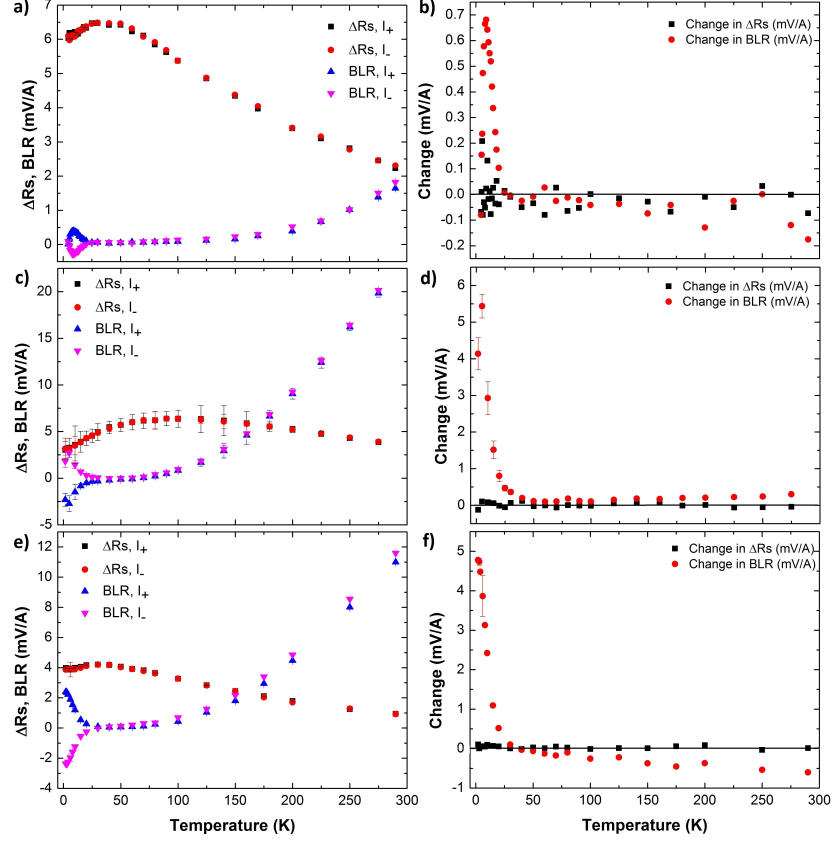 a)
ΔRs, I+
ΔRs, I-
BLR, I+
BLR, I-
8
7
6
5
4
3
2
1
0
ΔRs, BLR (mV/A)
b)
Change in ΔRs (mV/A)
Change in BLR (mV/A)
0.7
0.6
0.5
0.4
0.3
0.2
0.1
0.0
-0.1
-0.2
Change (mV/A)
c)
ΔRs, I+
ΔRs, I-
BLR, I+
BLR, I-
20
15
10
5
0
-5
ΔRs, BLR (mV/A)
d)
Change in ΔRs (mV/A)
Change in BLR (mV/A)
6
5
4
3
2
1
0
Change (mV/A)
e)
ΔRs, I+
ΔRs, I-
BLR, I+
BLR, I-
12
10
8
6
4
2
0
-2
-4
ΔRs, BLR (mV/A)
0 50 100 150 200 250 300
Temperature (K)
f)
Change in ΔRs (mV/A)
Change in BLR (mV/A)
5
4
3
2
1
0
-1
Change (mV/A)
0 50 100 150 200 250 300
Temperature (K)